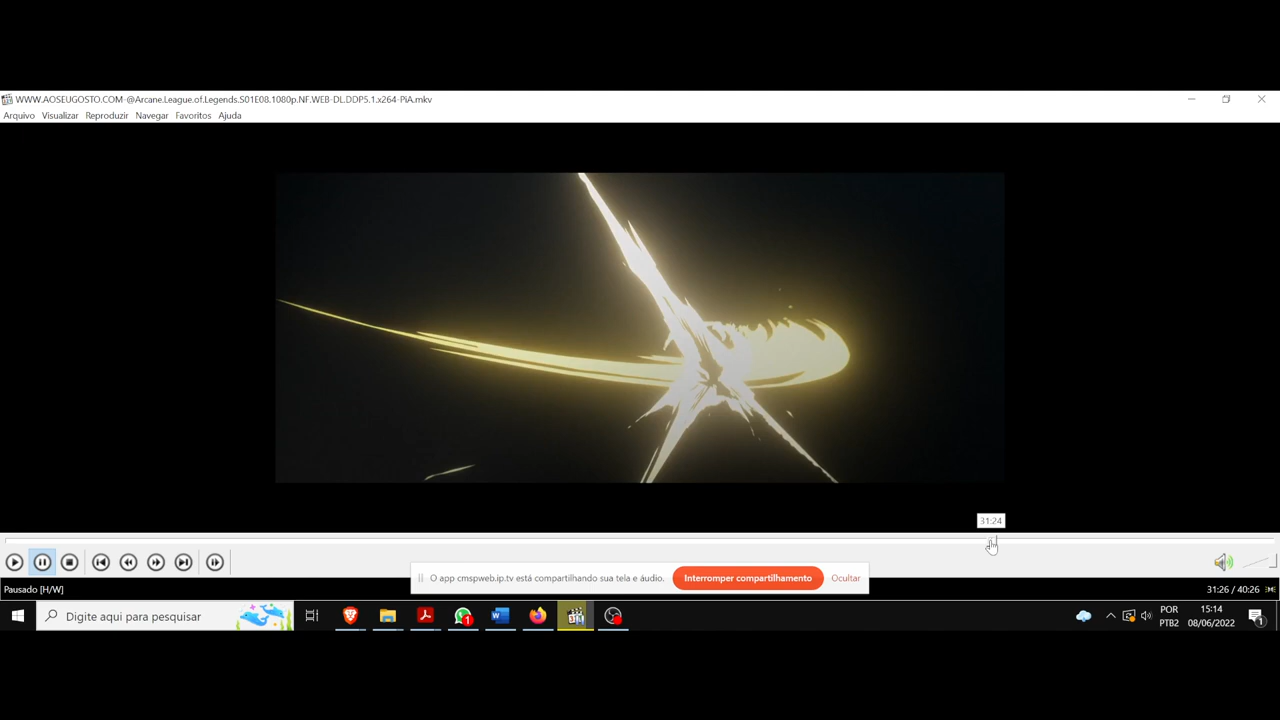 WWW.AOSEUGOSTO.COM-@Arcane.League.of.Legends.S01E08.1080p.NF.WEB-DL.DDP5.1.x264-PiA.mkv
Arquivo Visualizar Reproduzir Navegar Favoritos Ajuda
31:24
O app cmspweb.ip.tv está compartilhando sua tela e áudio. Interromper compartilhamento Ocultar
Pausado [H/W] 31:26 / 40:26
Digite aqui para pesquisar
1
POR
PTB2
15:14
08/06/2022
1